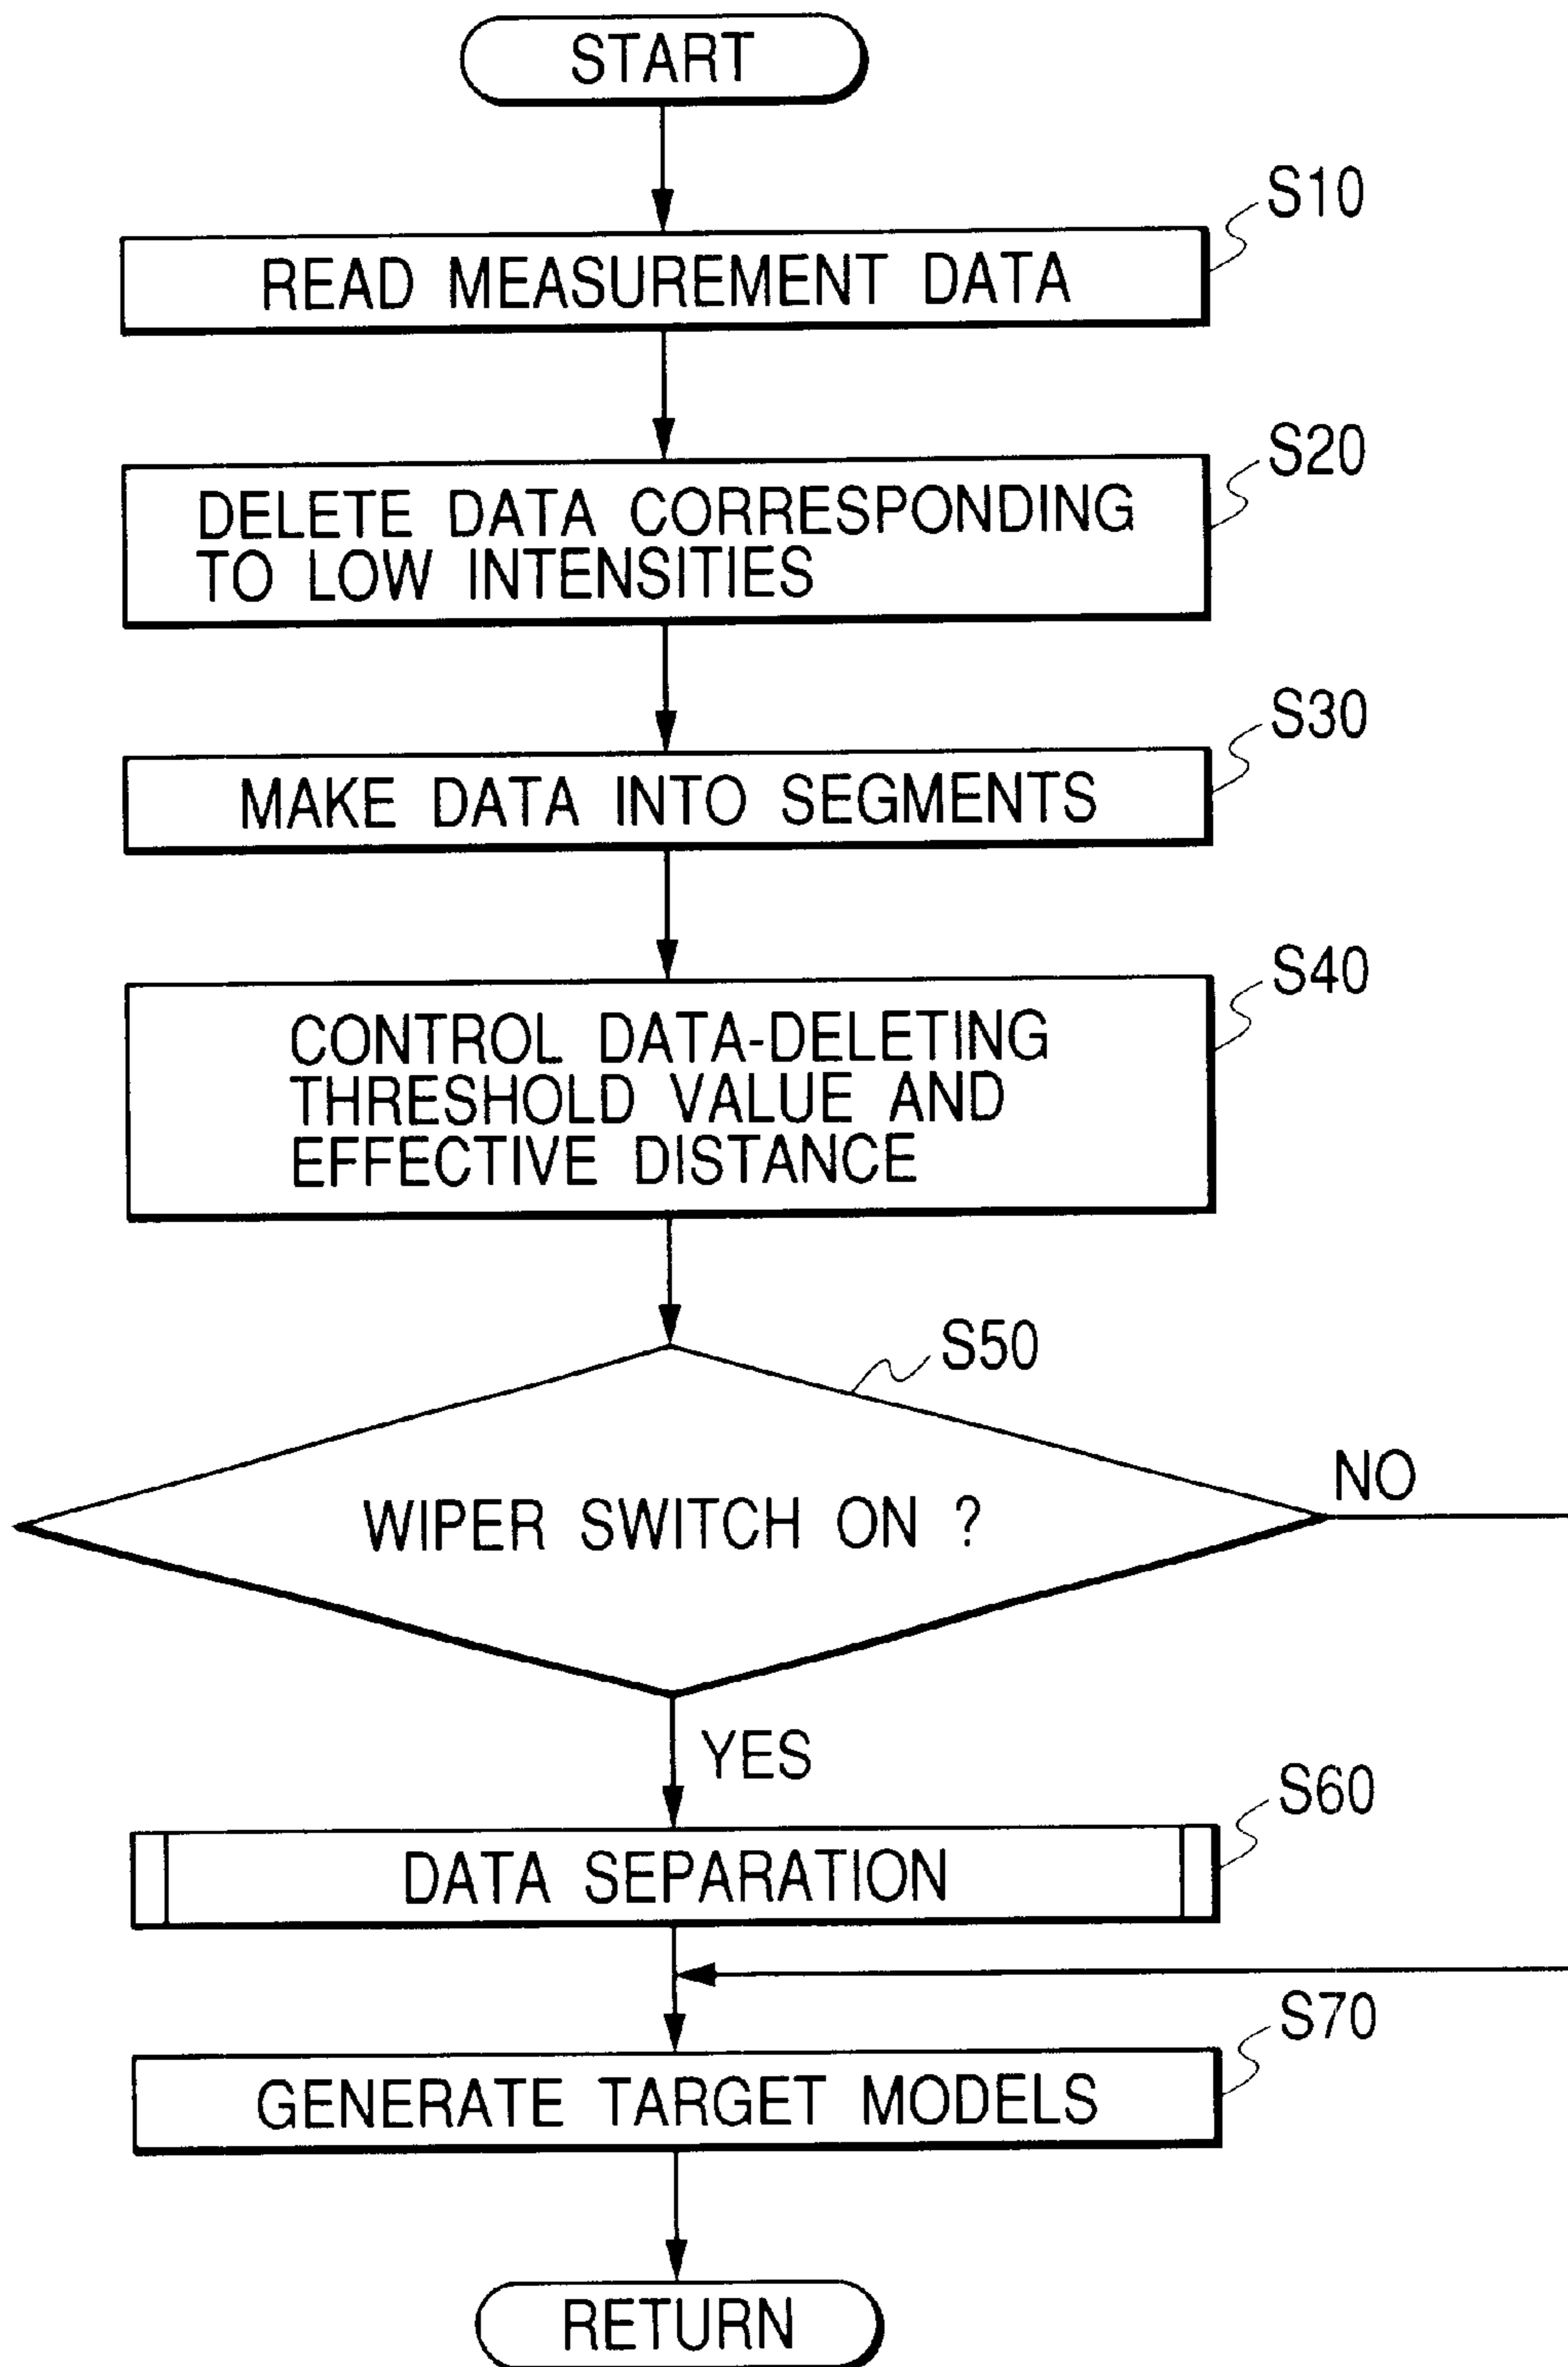 START
S10
READ MEASUREMENT DATA
S20
DELETE DATA CORRESPONDING
TO LOW INTENSITIES
S30
MAKE DATA INTO SEGMENTS
S40
CONTROL DATA-DELETING
THRESHOLD VALUE AND
EFFECTIVE DISTANCE
S50
NO
WIPER SWITCH ON ?
YES
S60
DATA SEPARATION
S70
GENERATE TARGET MODELS
RETURN